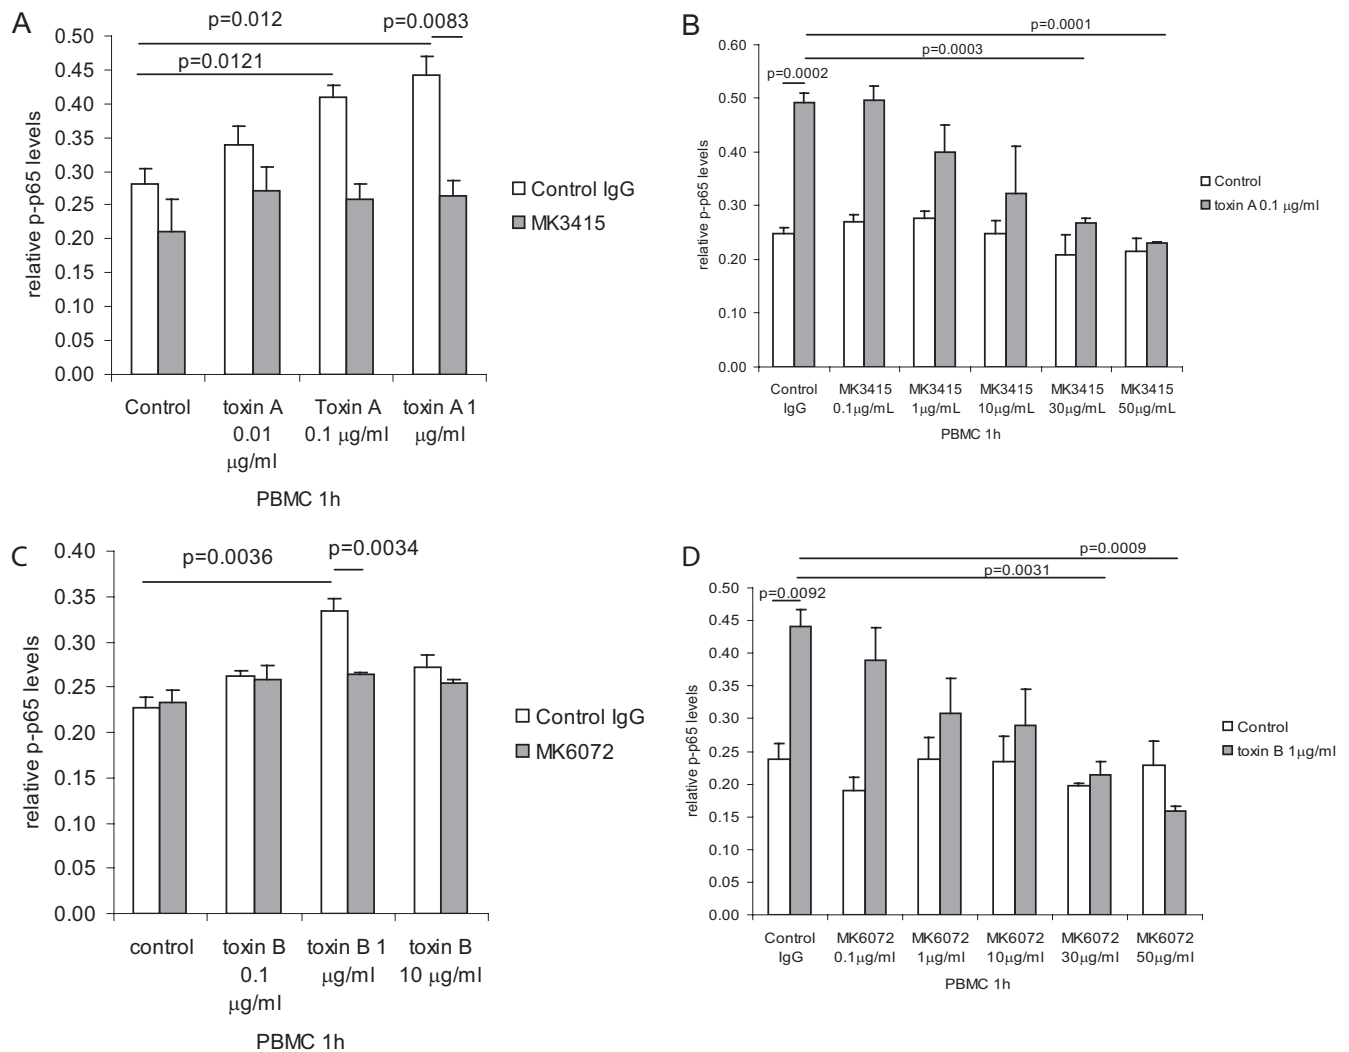 A
p=0.012
p=0.0083
p=0.0121
0.50
0.45
0.40
0.35
0.30
0.25
0.20
0.15
0.10
0.05
0.00
relative p-p65 levels
Control IgG
MK3415
Control
toxin A
0.01
µg/ml
Toxin A
0.1 µg/ml
toxin A 1
µg/ml
PBMC 1h
B
p=0.0001
p=0.0003
p=0.0002
0.60
0.50
0.40
0.30
0.20
0.10
0.00
relative p-p65 levels
Control
toxin A 0.1 µg/ml
Control
IgG
MK3415
0.1µg/mL
MK3415
1µg/mL
MK3415
10µg/mL
MK3415
30µg/mL
MK3415
50µg/mL
PBMC 1h
C
p=0.0036
p=0.0034
0.40
0.35
0.30
0.25
0.20
0.15
0.10
0.05
0.00
relative p-p65 levels
Control IgG
MK6072
control
toxin B
0.1
µg/ml
toxin B 1
µg/ml
toxin B
10 µg/ml
PBMC 1h
D
p=0.0009
p=0.0031
p=0.0092
0.50
0.45
0.40
0.35
0.30
0.25
0.20
0.15
0.10
0.05
0.00
relative p-p65 levels
Control
toxin B 1µg/ml
Control
IgG
MK6072
0.1µg/ml
MK6072
1µg/ml
MK6072
10µg/ml
MK6072
30µg/ml
MK6072
50µg/ml
PBMC 1h